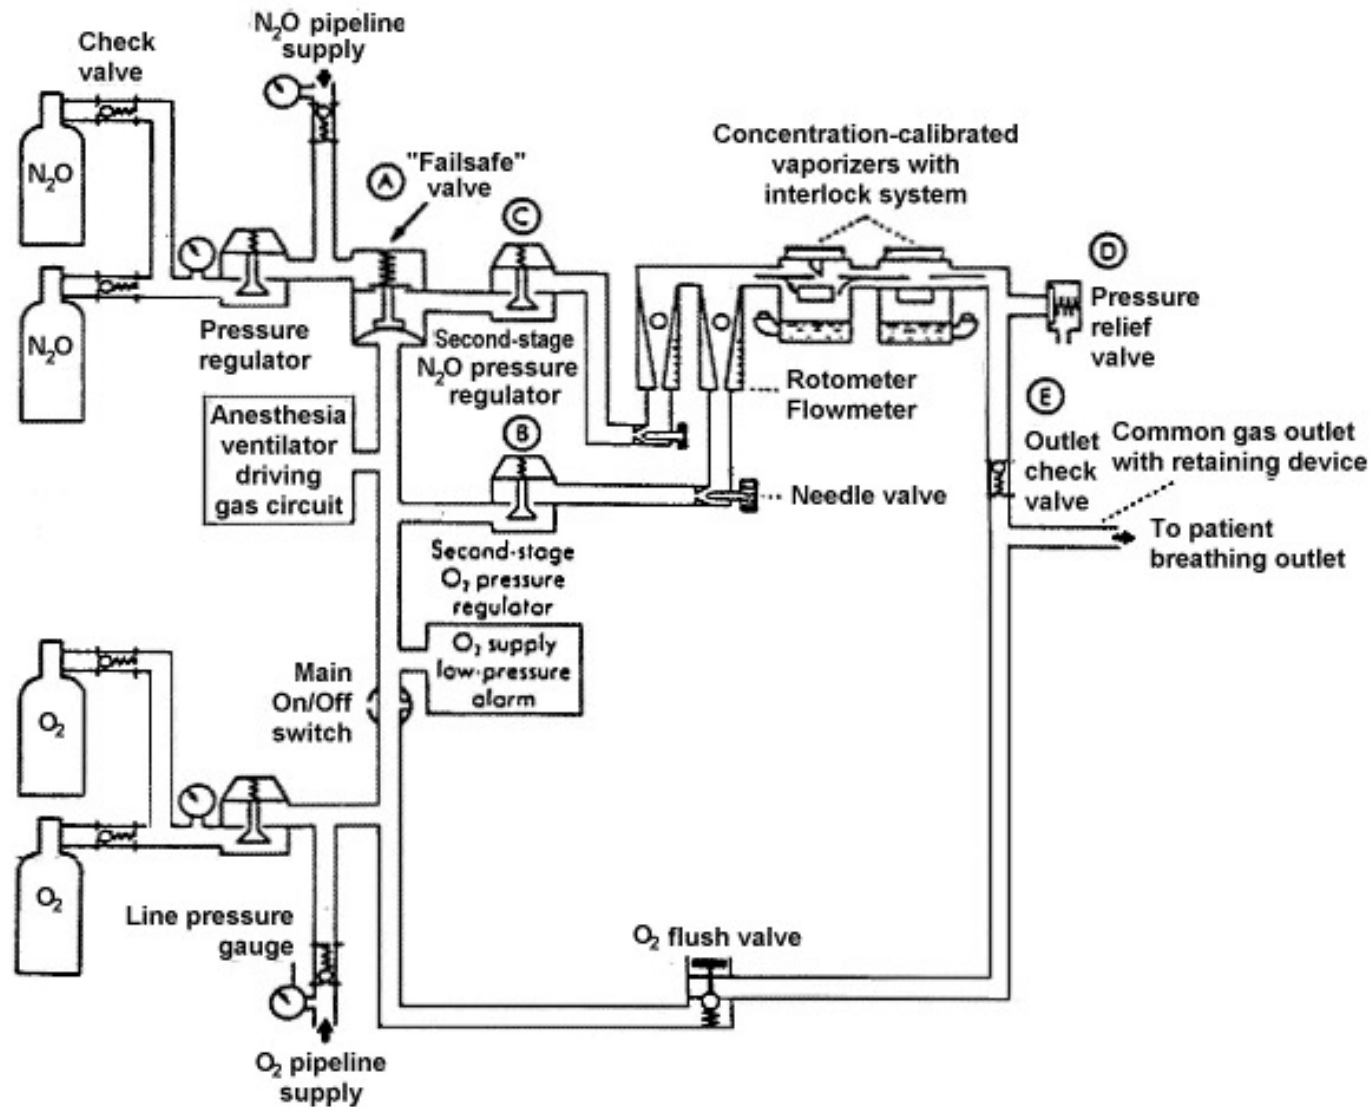 N₂O pipeline
supply
Check
valve
N₂O
N₂O
A
"Failsafe"
valve
C
Concentration-calibrated
vaporizers with
interlock system
D
Pressure
relief
valve
Pressure
regulator
Second-stage
N₂O pressure
regulator
Rotometer
Flowmeter
E
Outlet
check
valve
Common gas outlet
with retaining device
Anesthesia
ventilator
driving
gas circuit
B
Needle valve
To patient
breathing outlet
Second-stage
O₂ pressure
regulator
O₂ supply
low-pressure
alarm
Main
On/Off
switch
O₂
O₂
Line pressure
gauge
O₂ flush valve
O₂ pipeline
supply